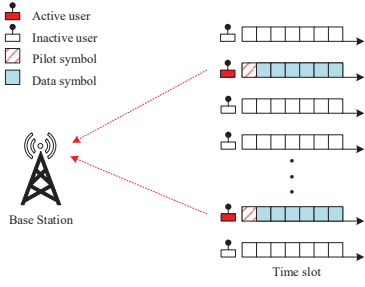 Active user
Inactive user
Pilot symbol
Data symbol
Base Station
Time slot